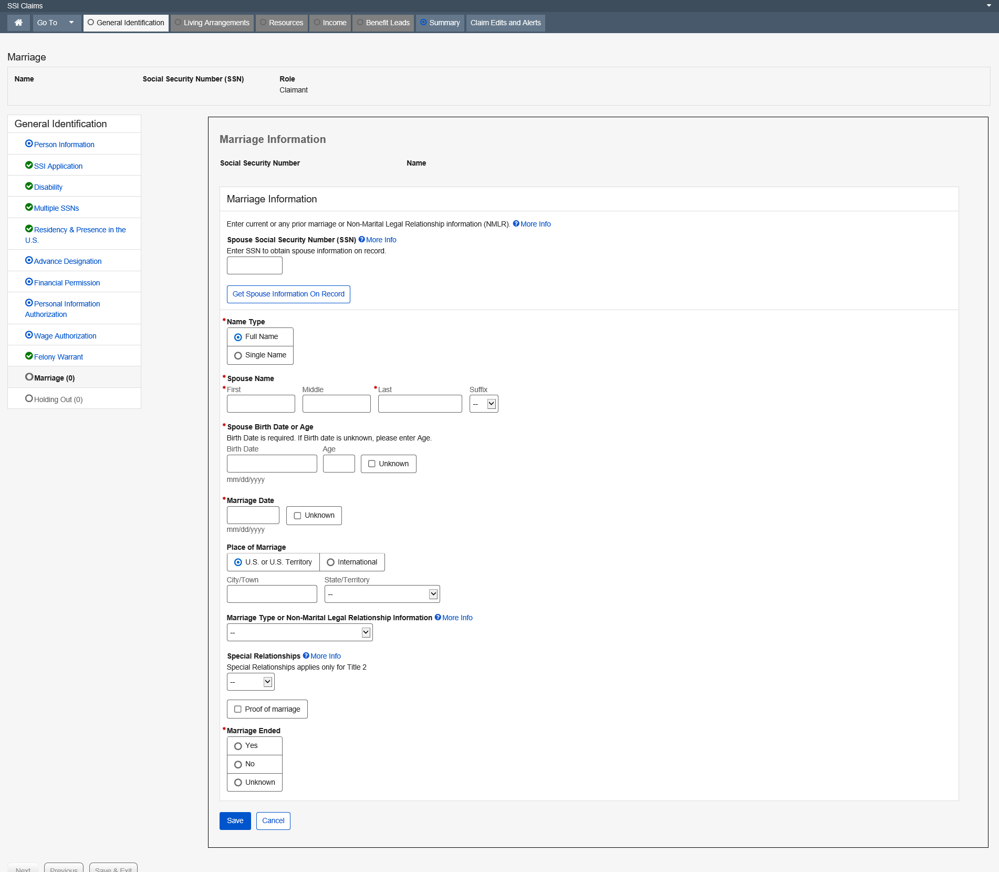 SSI Claims
Go To General Identification Living Arrangements Resources Income Benefit Leads Summary Claim Edits and Alerts
Marriage
Name Social Security Number (SSN) Role
Claimant
General Identification
Person Information
SSI Application
Disability
Multiple SSNs
Residency & Presence in the
U.S.
Advance Designation
Financial Permission
Personal Information
Authorization
Wage Authorization
Felony Warrant
Marriage (0)
Holding Out (0)
Marriage Information
Social Security Number Name
Marriage Information
Enter current or any prior marriage or Non-Marital Legal Relationship information (NMLR). ? More Info
Spouse Social Security Number (SSN) ? More Info
Enter SSN to obtain spouse information on record.
Get Spouse Information On Record
* Name Type
Full Name
Single Name
* Spouse Name
* First Middle * Last Suffix
--
* Spouse Birth Date or Age
Birth Date is required. If Birth date is unknown, please enter Age.
Birth Date Age
Unknown
mm/dd/yyyy
* Marriage Date
Unknown
mm/dd/yyyy
Place of Marriage
U.S. or U.S. Territory International
City/Town State/Territory
--
Marriage Type or Non-Marital Legal Relationship Information ? More Info
--
Special Relationships ? More Info
Special Relationships applies only for Title 2
--
Proof of marriage
* Marriage Ended
Yes
No
Unknown
Save Cancel
Next Previous Save & Exit